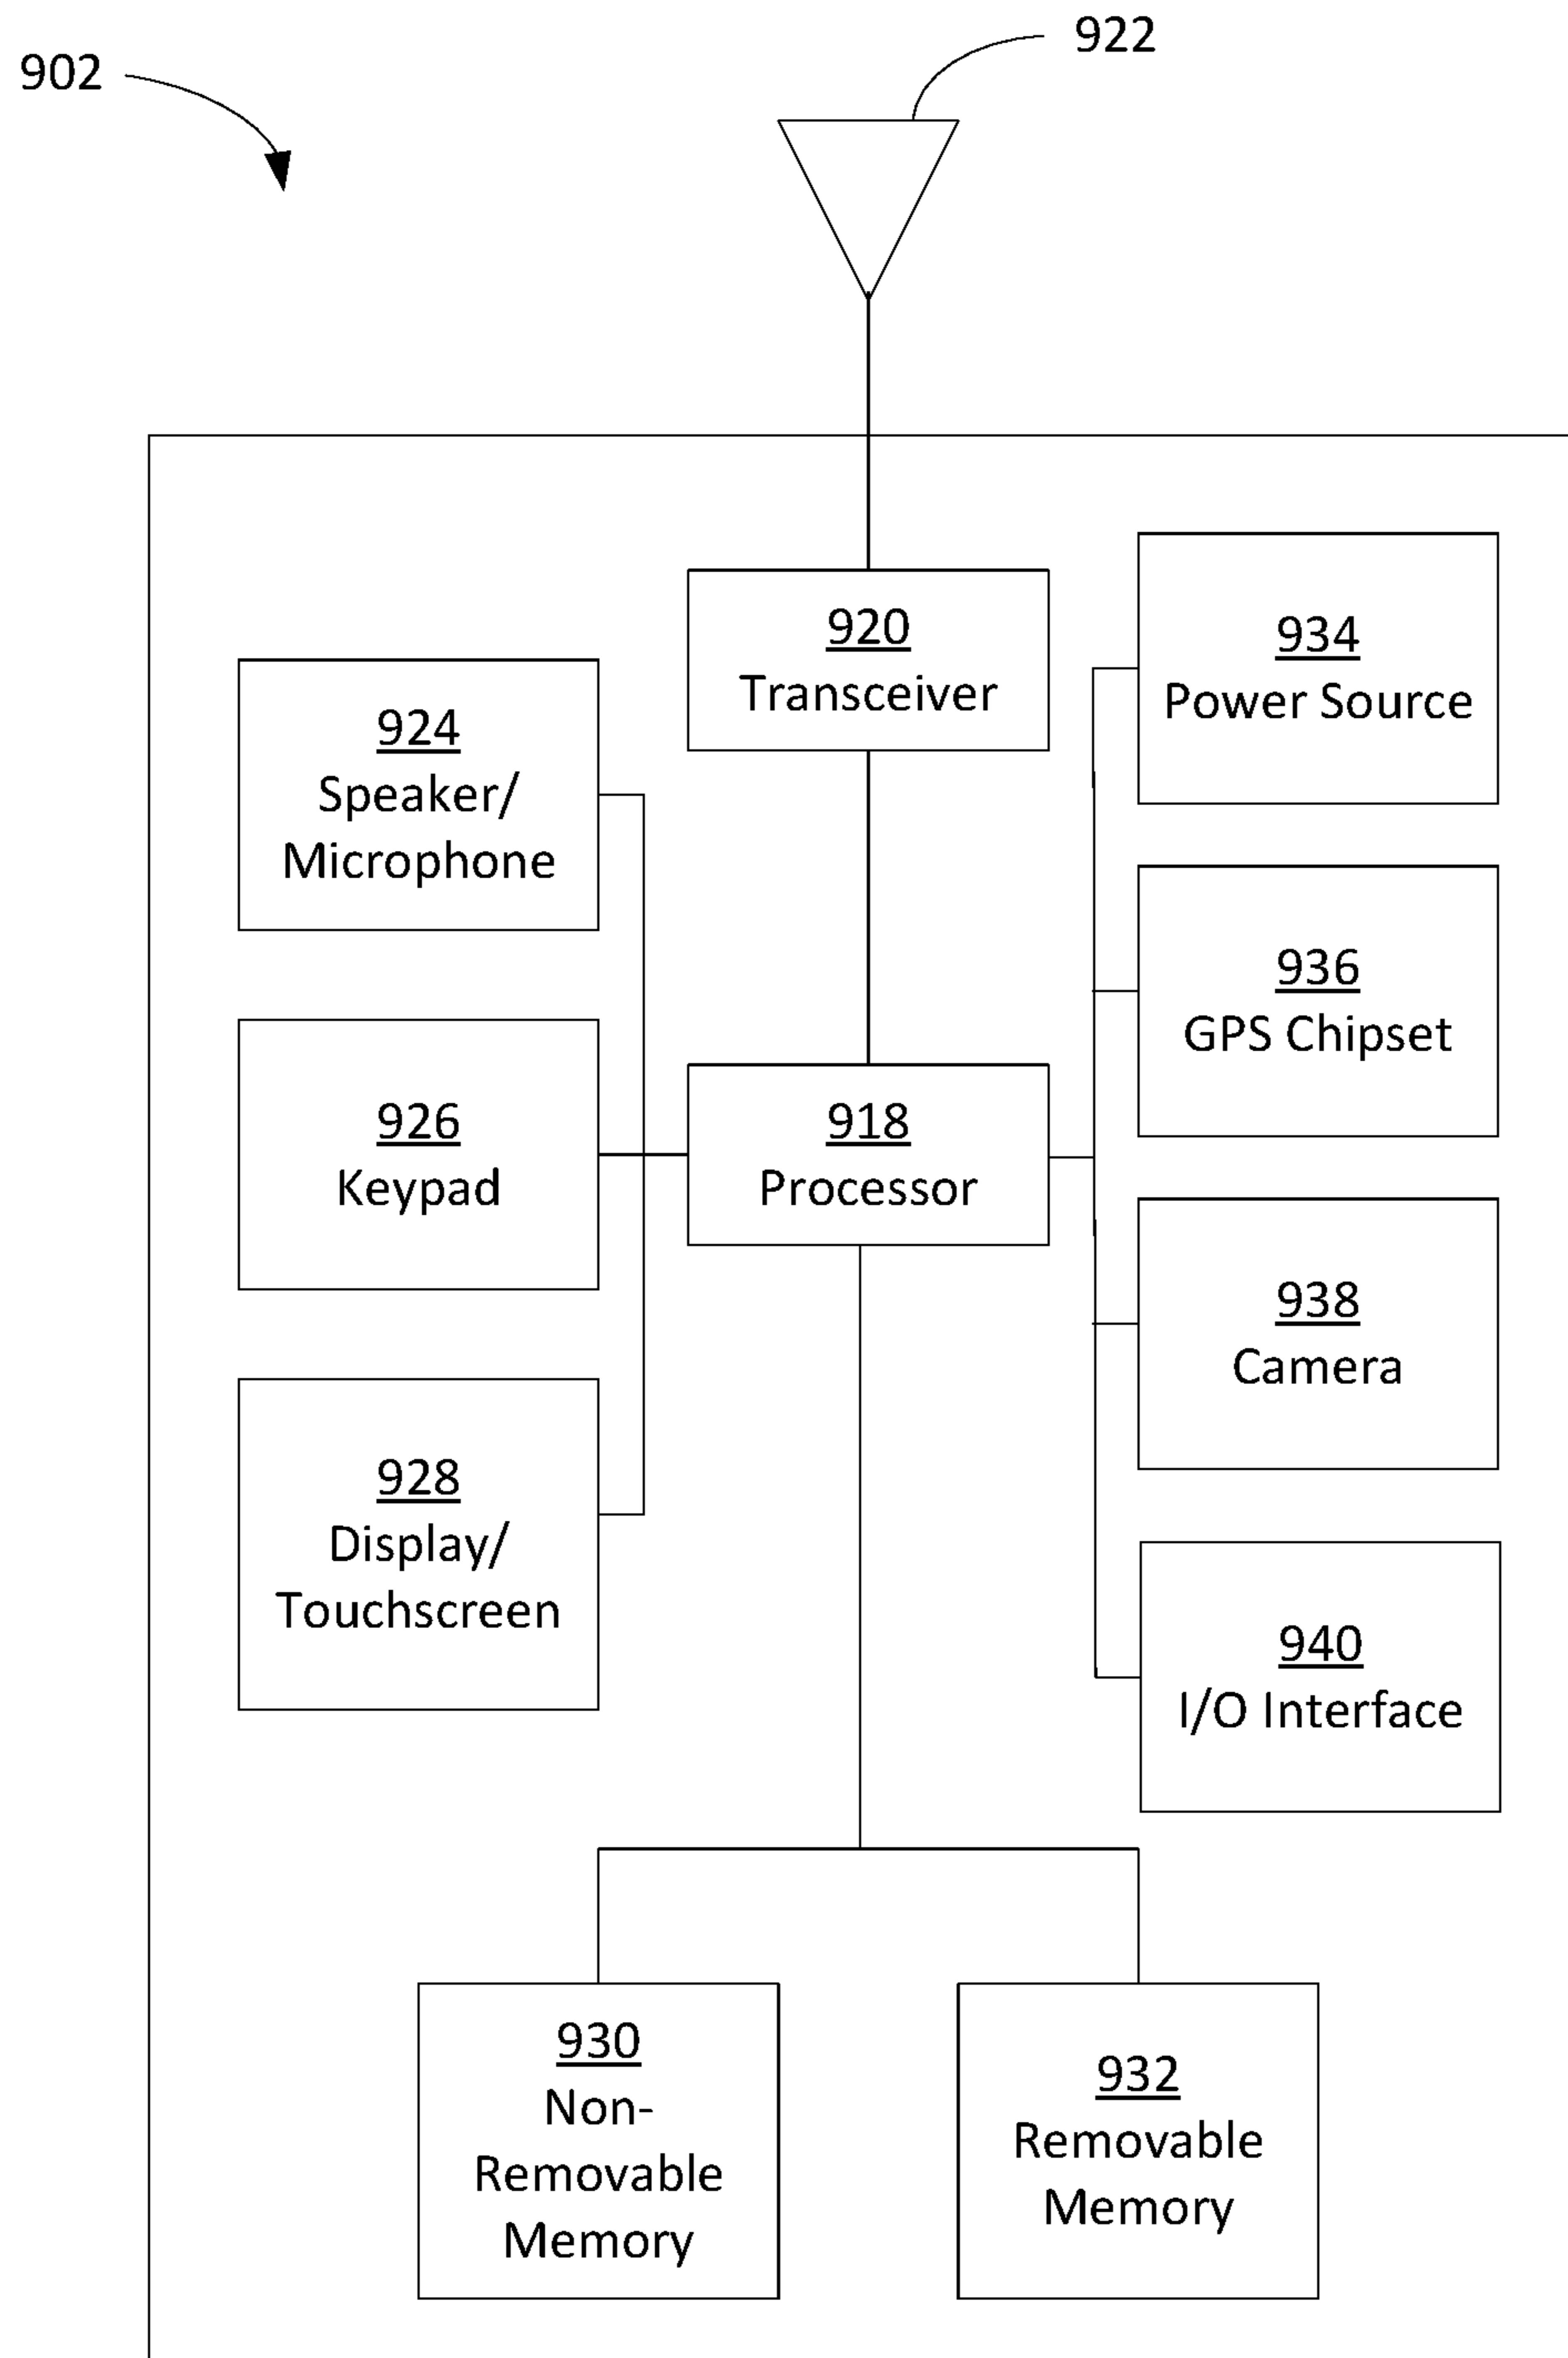 902
922
920
Transceiver
934
Power Source
924
Speaker/
Microphone
936
GPS Chipset
926
Keypad
918
Processor
938
Camera
928
Display/
Touchscreen
940
I/O Interface
930
Non-
Removable
Memory
932
Removable
Memory